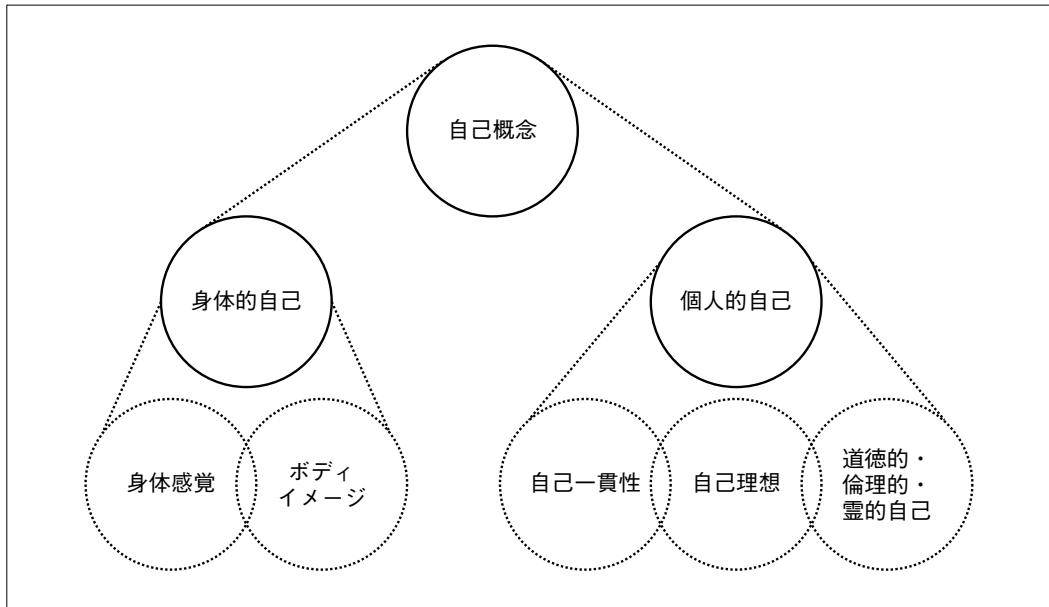 自己概念
身体的自己
個人的自己
身体感覚
ボディ
イメージ
自己一貫性
自己理想
道徳的・
倫理的・
霊的自己